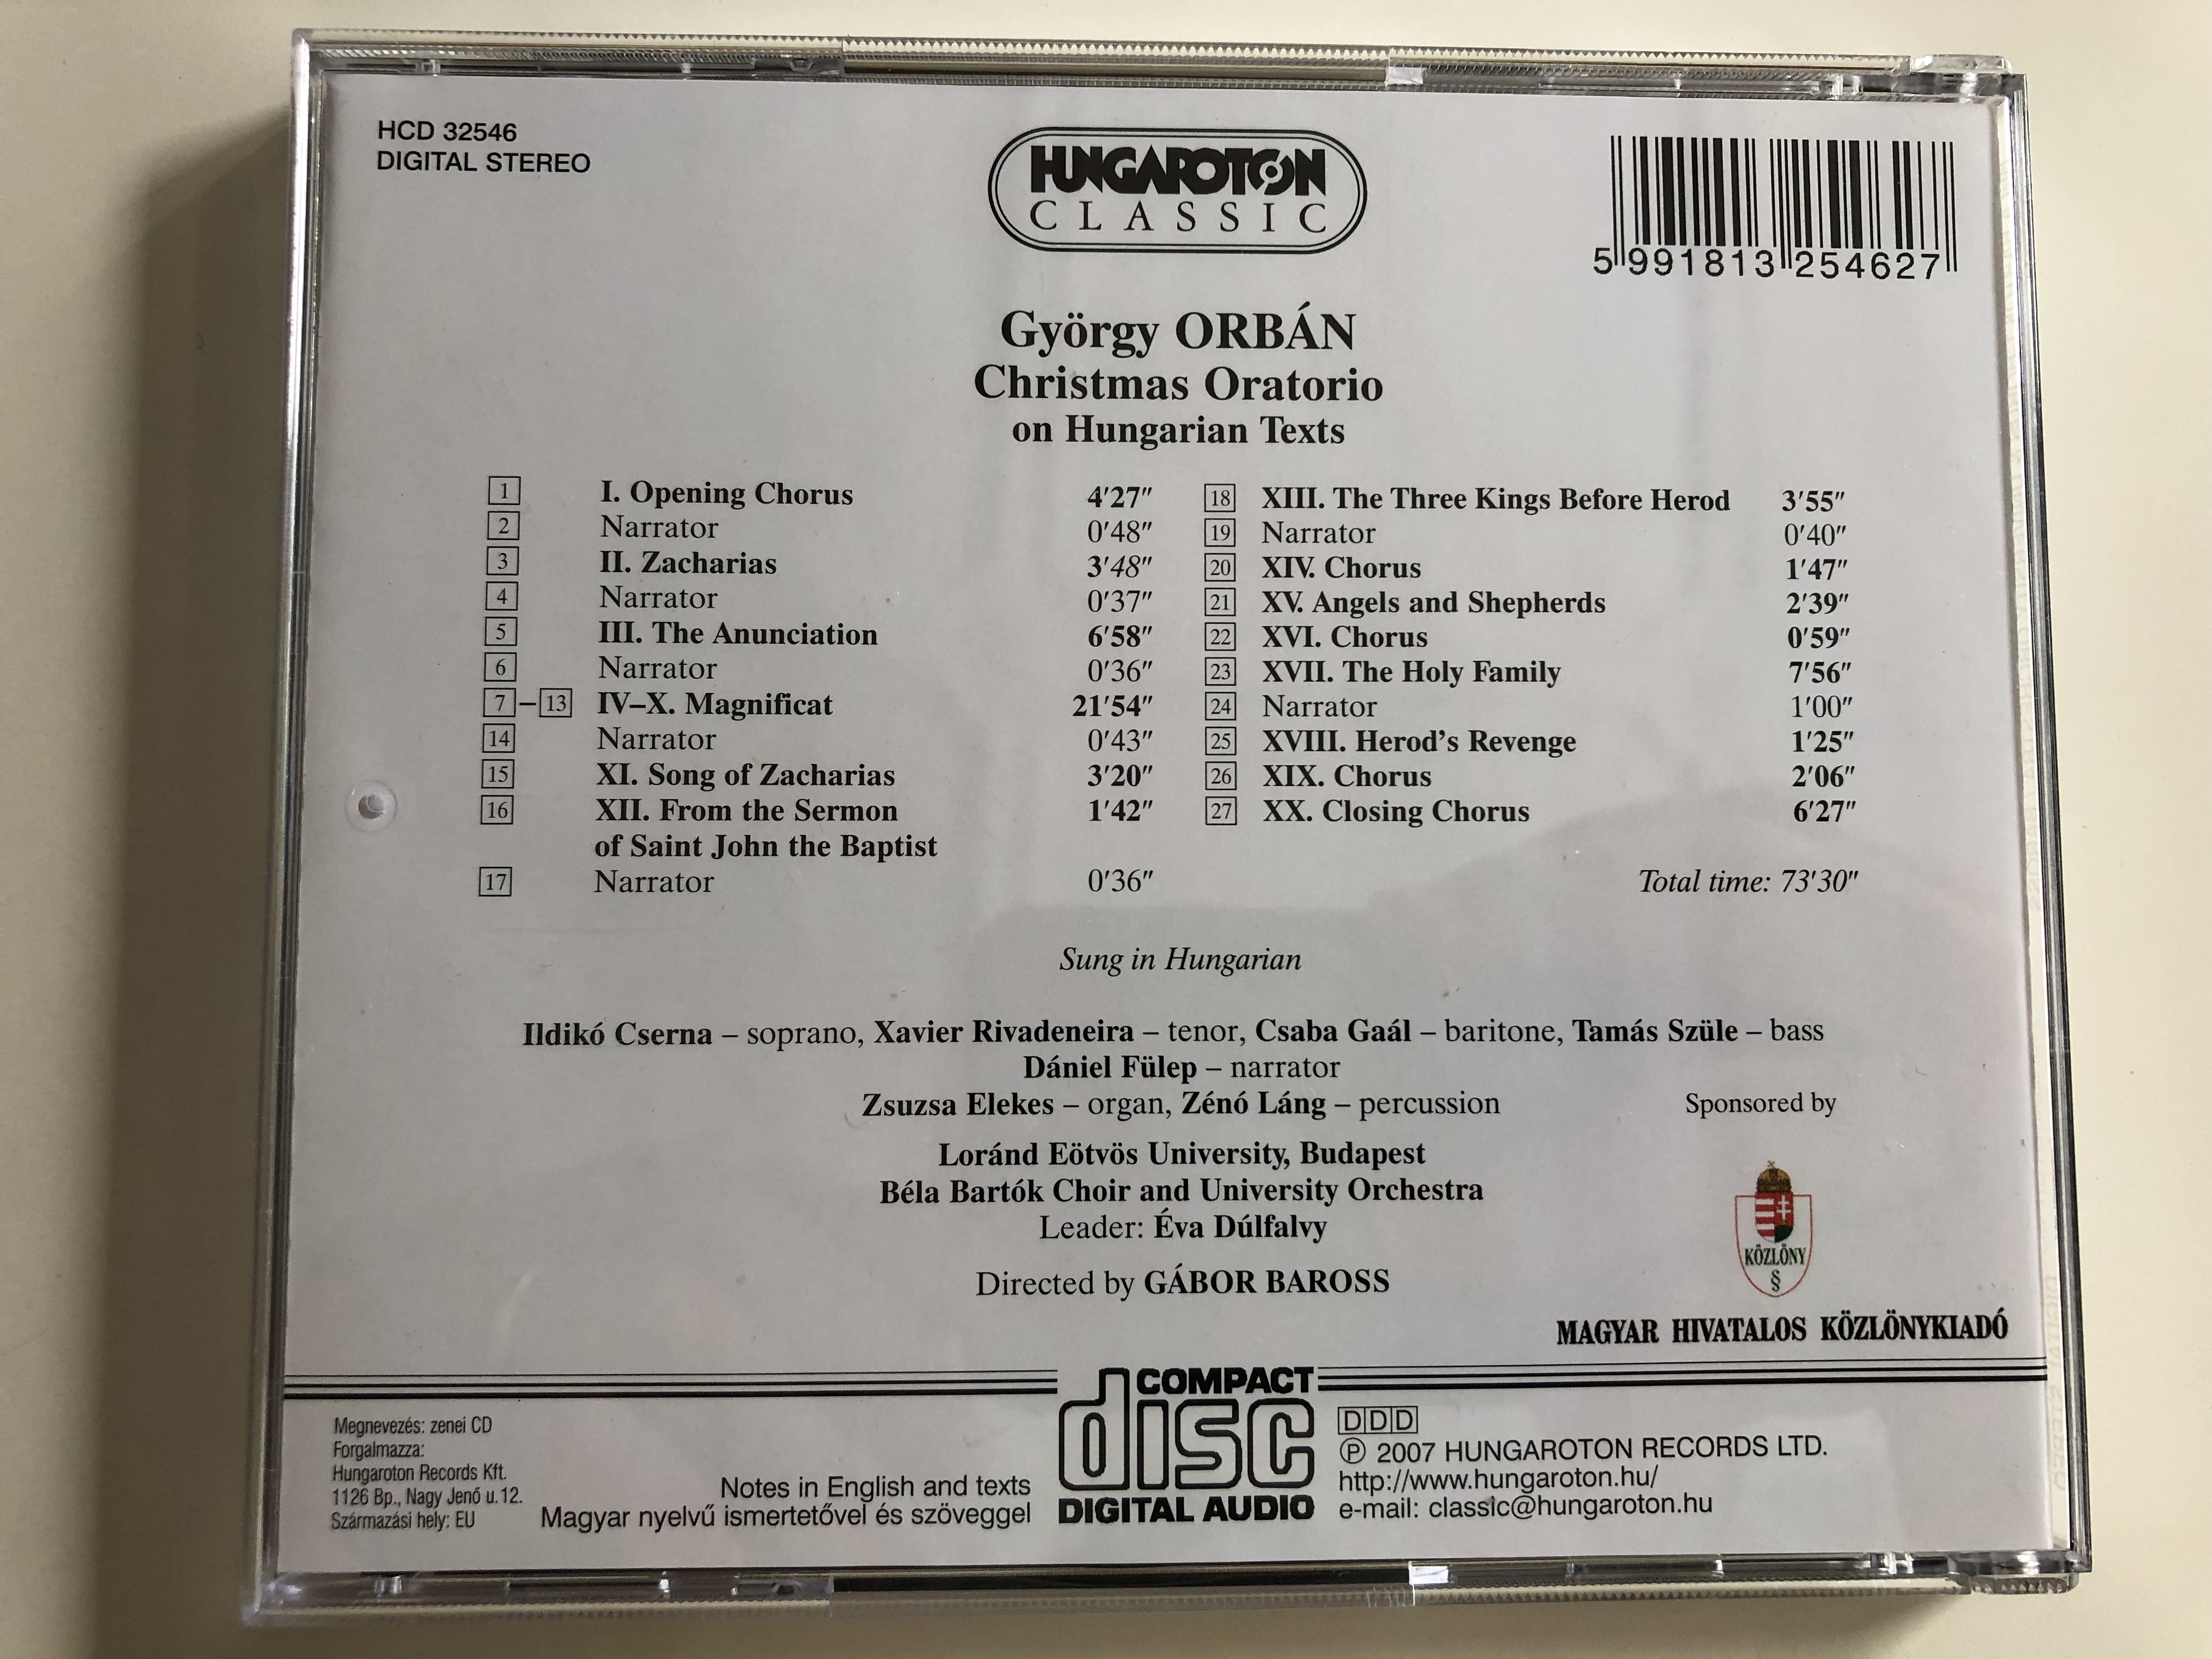 HCD 32546
DIGITAL STEREO
HUNGAROTON
CLASSIC
5 991813 254627
György ORBÁN
Christmas Oratorio
on Hungarian Texts
1 I. Opening Chorus 4'27"
2 Narrator 0'48"
3 II. Zacharias 3'48"
4 Narrator 0'37"
5 III. The Anunciation 6'58"
6 Narrator 0'36"
7–13 IV–X. Magnificat 21'54"
14 Narrator 0'43"
15 XI. Song of Zacharias 3'20"
16 XII. From the Sermon 1'42"
of Saint John the Baptist
17 Narrator 0'36"
18 XIII. The Three Kings Before Herod 3'55"
19 Narrator 0'40"
20 XIV. Chorus 1'47"
21 XV. Angels and Shepherds 2'39"
22 XVI. Chorus 0'59"
23 XVII. The Holy Family 7'56"
24 Narrator 1'00"
25 XVIII. Herod's Revenge 1'25"
26 XIX. Chorus 2'06"
27 XX. Closing Chorus 6'27"
Total time: 73'30"
Sung in Hungarian
Ildikó Cserna – soprano, Xavier Rivadeneira – tenor, Csaba Gaál – baritone, Tamás Szüle – bass
Dániel Fülep – narrator
Zsuzsa Elekes – organ, Zénó Láng – percussion
Loránd Eötvös University, Budapest
Béla Bartók Choir and University Orchestra
Leader: Éva Dúlfalvy
Directed by GÁBOR BAROSS
Sponsored by
KÖZLÖNY
§
MAGYAR HIVATALOS KÖZLÖNYKIADÓ
Megnevezés: zenei CD
Forgalmazza:
Hungaroton Records Kft.
1126 Bp., Nagy Jenő u.12.
Származási hely: EU
Notes in English and texts
Magyar nyelvű ismertetővel és szöveggel
COMPACT
disc
DIGITAL AUDIO
DDD
℗ 2007 HUNGAROTON RECORDS LTD.
http://www.hungaroton.hu/
e-mail: classic@hungaroton.hu